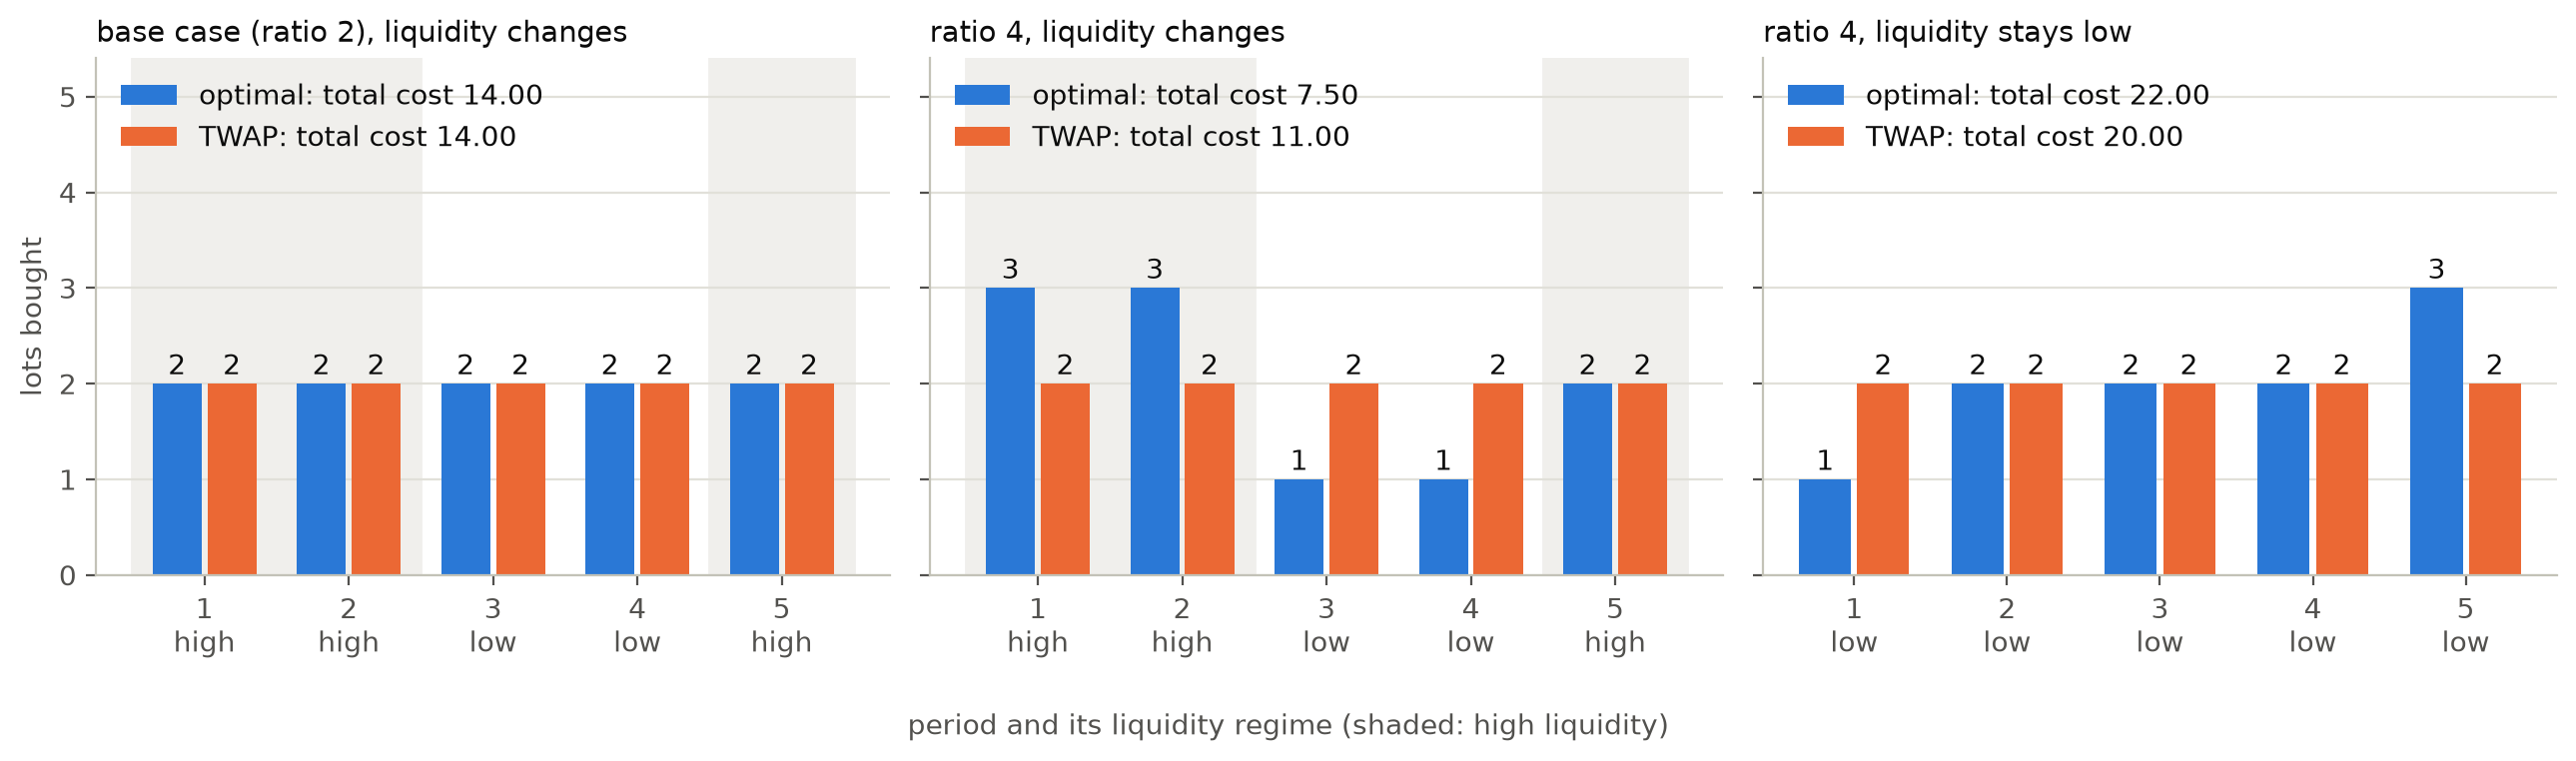 base case (ratio 2), liquidity changes
optimal: total cost 14.00
TWAP: total cost 14.00
lots bought
5
4
3
2
1
0
2 2 2 2 2 2 2 2 2 2
1 2 3 4 5
high high low low high
ratio 4, liquidity changes
optimal: total cost 7.50
TWAP: total cost 11.00
3 2 3 2 1 2 1 2 2 2
1 2 3 4 5
high high low low high
ratio 4, liquidity stays low
optimal: total cost 22.00
TWAP: total cost 20.00
1 2 2 2 2 2 2 2 3 2
1 2 3 4 5
low low low low low
period and its liquidity regime (shaded: high liquidity)